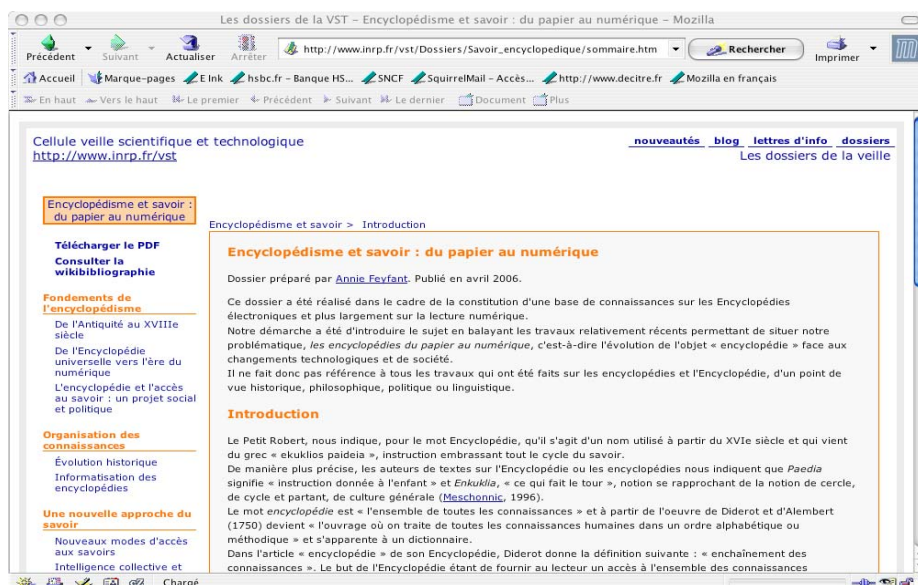 Les dossiers de la VST – Encyclopédisme et savoir : du papier au numérique – Mozilla
Précédent Suivant Actualiser Arrêter http://www.inrp.fr/vst/Dossiers/Savoir_encyclopedique/sommaire.htm Rechercher Imprimer
Accueil Marque-pages E Ink hsbc.fr – Banque HS... SNCF SquirrelMail – Accès... http://www.decitre.fr Mozilla en français
En haut Vers le haut Le premier Précédent Suivant Le dernier Document Plus
Cellule veille scientifique et technologique
http://www.inrp.fr/vst
nouveautés blog lettres d'info dossiers
Les dossiers de la veille
Encyclopédisme et savoir :
du papier au numérique
Télécharger le PDF
Consulter la
wikibibliographie
Fondements de
l'encyclopédisme
De l'Antiquité au XVIIIe
siècle
De l'Encyclopédie
universelle vers l'ère du
numérique
L'encyclopédie et l'accès
au savoir : un projet social
et politique
Organisation des
connaissances
Évolution historique
Informatisation des
encyclopédies
Une nouvelle approche du
savoir
Nouveaux modes d'accès
aux savoirs
Intelligence collective et
Encyclopédisme et savoir > Introduction
Encyclopédisme et savoir : du papier au numérique
Dossier préparé par Annie Feyfant. Publié en avril 2006.
Ce dossier a été réalisé dans le cadre de la constitution d'une base de connaissances sur les Encyclopédies
électroniques et plus largement sur la lecture numérique.
Notre démarche a été d'introduire le sujet en balayant les travaux relativement récents permettant de situer notre
problématique, les encyclopédies du papier au numérique, c'est-à-dire l'évolution de l'objet « encyclopédie » face aux
changements technologiques et de société.
Il ne fait donc pas référence à tous les travaux qui ont été faits sur les encyclopédies et l'Encyclopédie, d'un point de
vue historique, philosophique, politique ou linguistique.
Introduction
Le Petit Robert, nous indique, pour le mot Encyclopédie, qu'il s'agit d'un nom utilisé à partir du XVIe siècle et qui vient
du grec « ekuklios paideia », instruction embrassant tout le cycle du savoir.
De manière plus précise, les auteurs de textes sur l'Encyclopédie ou les encyclopédies nous indiquent que Paedia
signifie « instruction donnée à l'enfant » et Enkuklia, « ce qui fait le tour », notion se rapprochant de la notion de cercle,
de cycle et partant, de culture générale (Meschonnic, 1996).
Le mot encyclopédie est « l'ensemble de toutes les connaissances » et à partir de l'oeuvre de Diderot et d'Alembert
(1750) devient « l'ouvrage où on traite de toutes les connaissances humaines dans un ordre alphabétique ou
méthodique » et s'apparente à un dictionnaire.
Dans l'article « encyclopédie » de son Encyclopédie, Diderot donne la définition suivante : « enchaînement des
connaissances ». Le but de l'Encyclopédie étant de fournir au lecteur un accès à l'ensemble des connaissances
Chargé